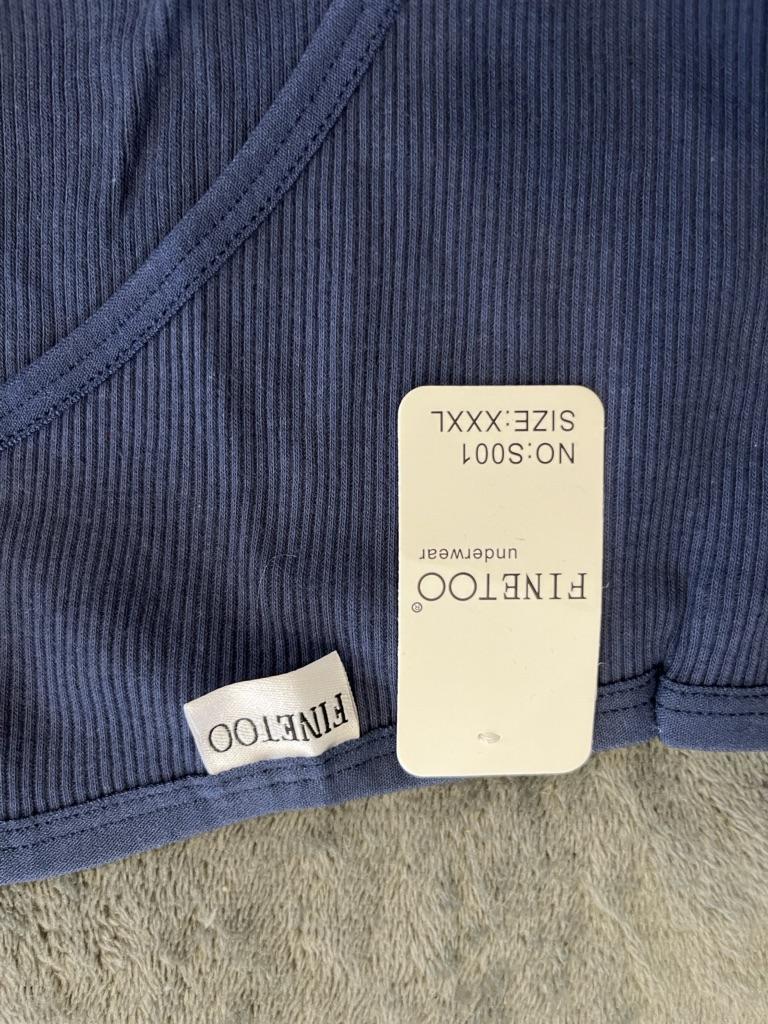 FINETOO®
underwear
NO:S001
SIZE:XXXL
FINETOO